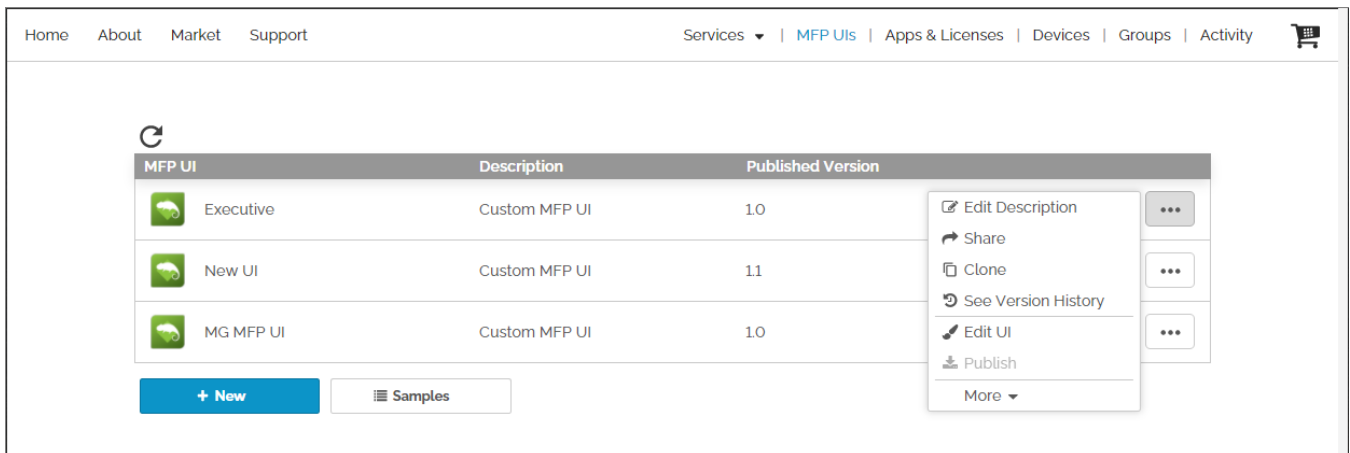 Home About Market Support Services | MFP UIs | Apps & Licenses | Devices | Groups | Activity
MFP UI Description Published Version
Executive Custom MFP UI 1.0
Edit Description
Share
New UI Custom MFP UI 1.1
Clone
See Version History
MG MFP UI Custom MFP UI 1.0
Edit UI
Publish
More
+ New Samples